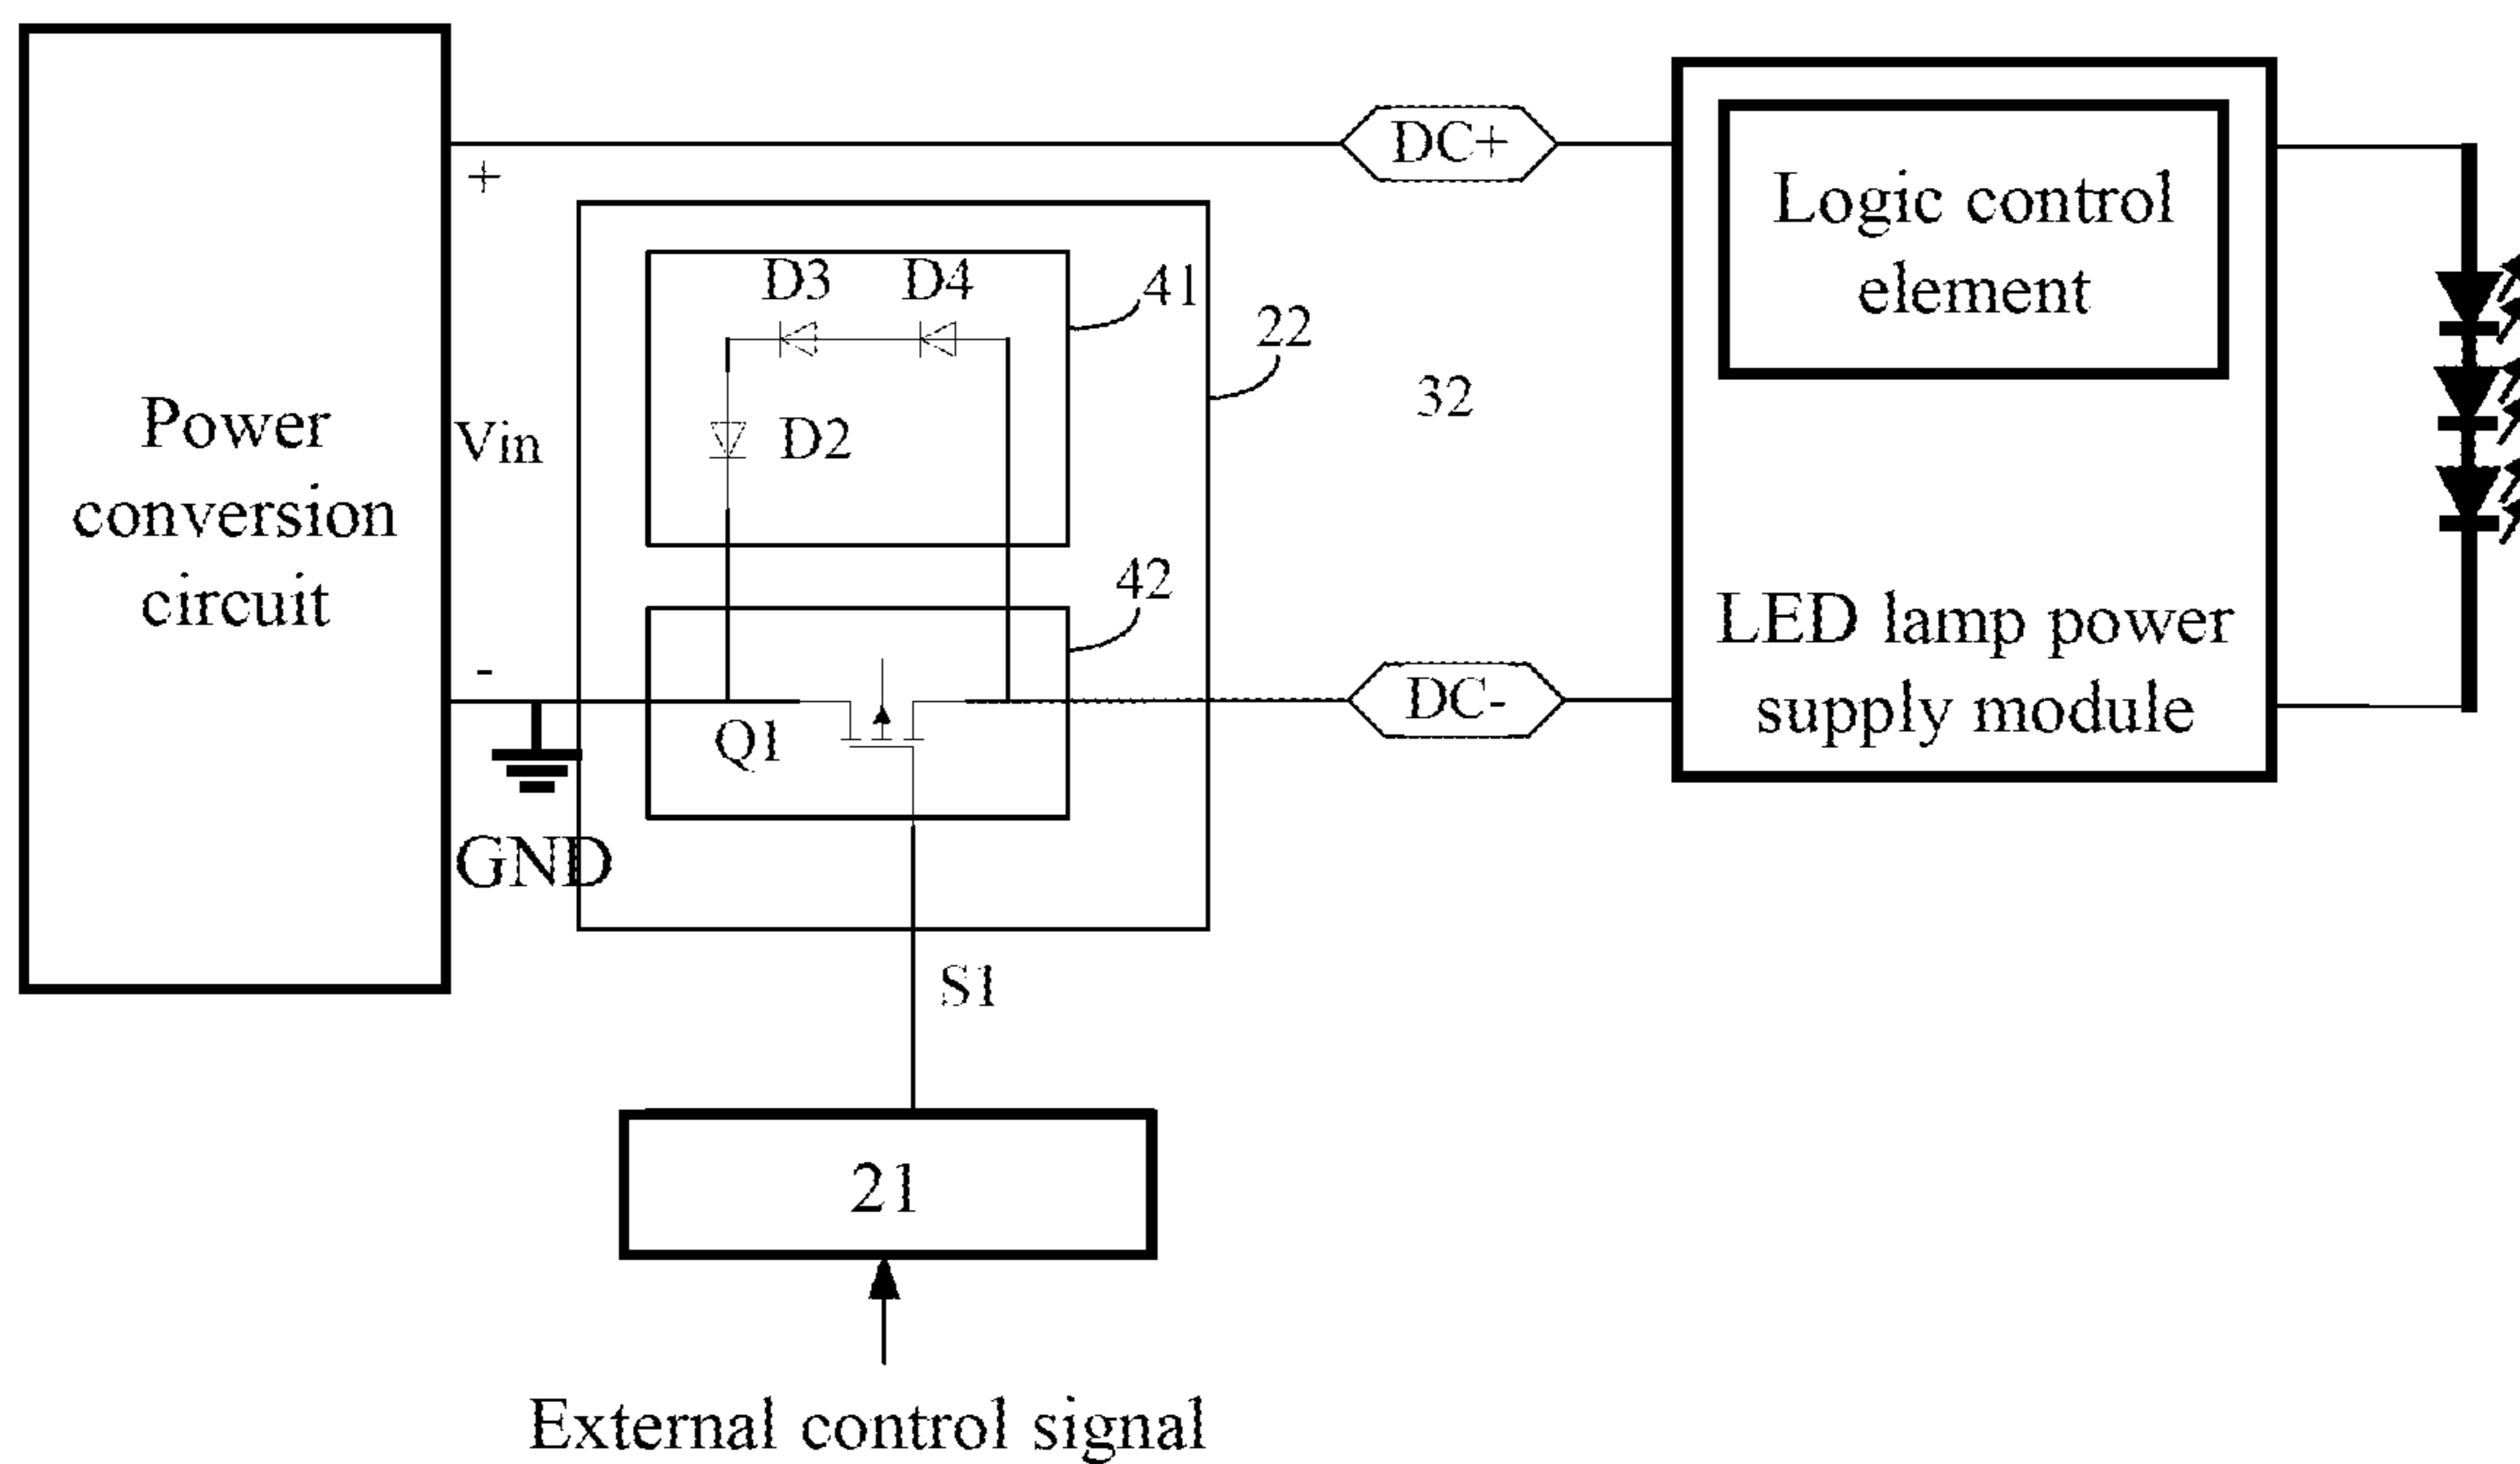 DC+
+
Logic control
element
D3
D4
41
22
32
Power
conversion
circuit
Vin
D2
42
LED lamp power
supply module
-
DC-
Q1
GND
S1
21
External control signal